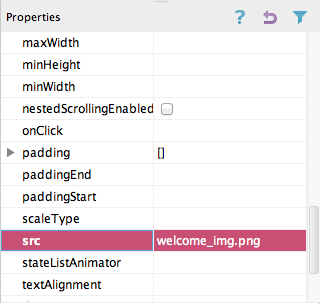 Properties ?
maxWidth
minHeight
minWidth
nestedScrollingEnabled
onClick
padding []
paddingEnd
paddingStart
scaleType
src welcome_img.png
stateListAnimator
textAlignment